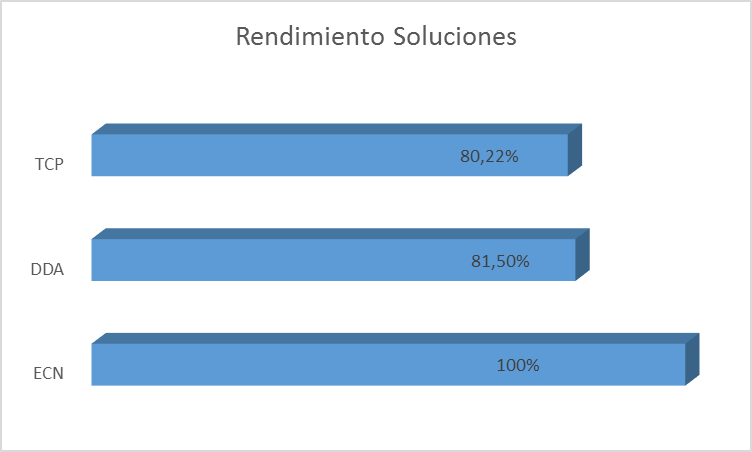 Rendimiento Soluciones
TCP
80,22%
DDA
81,50%
ECN
100%